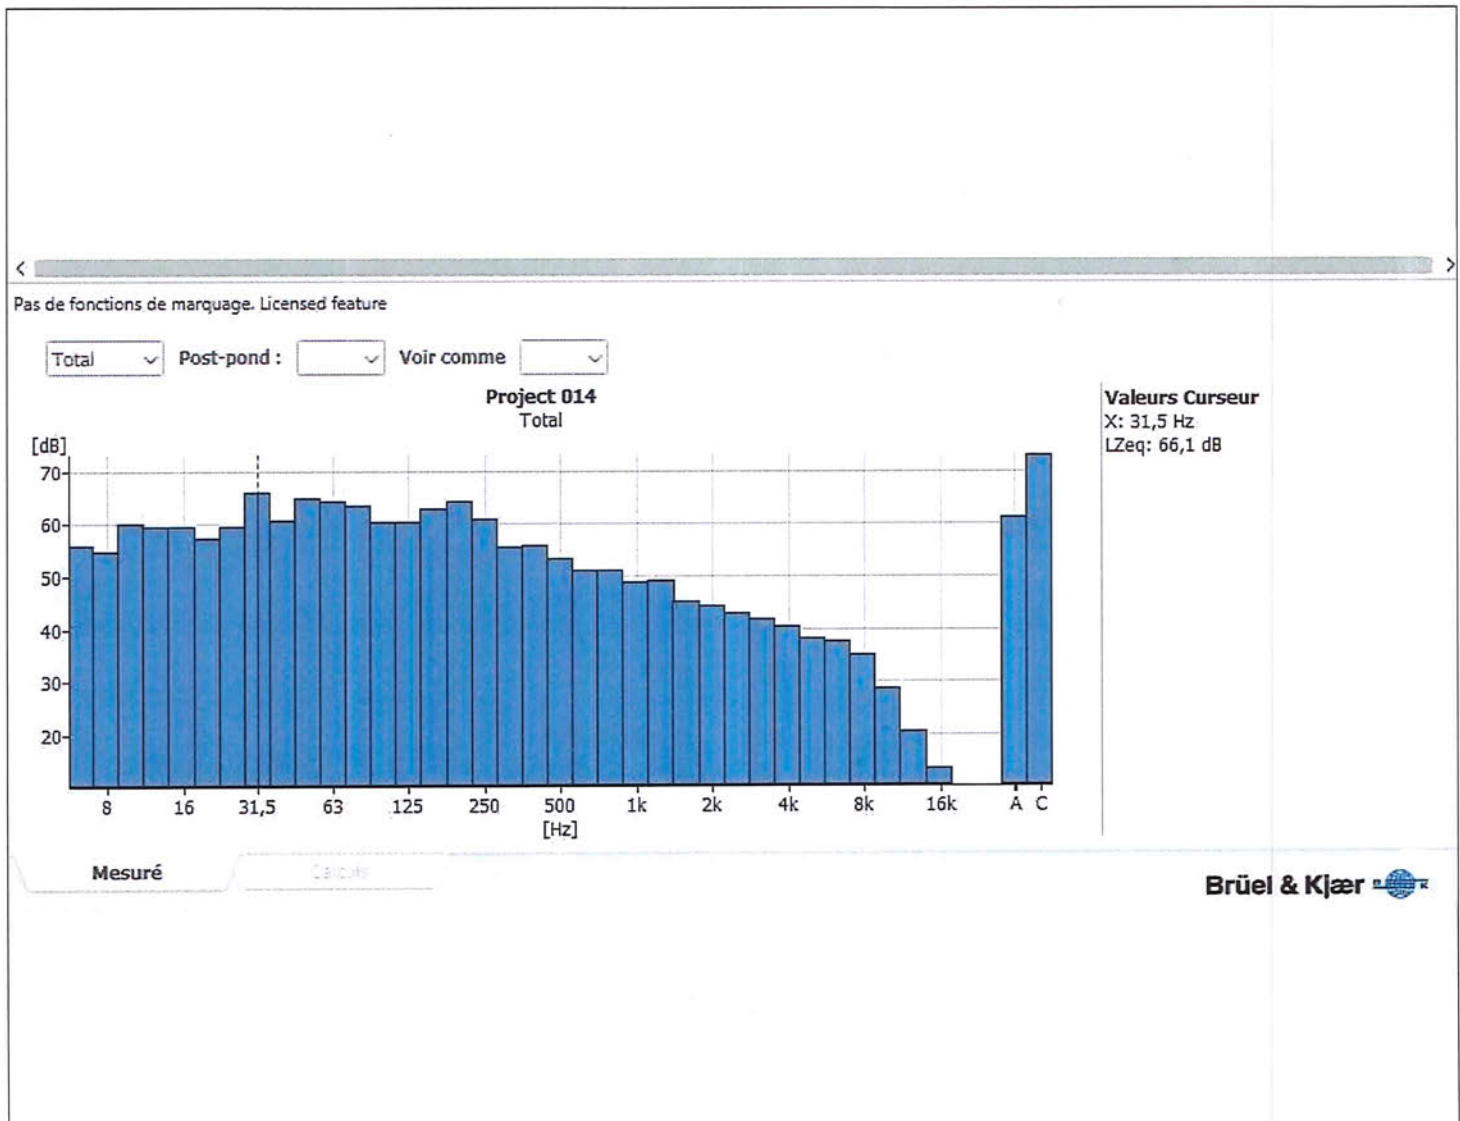 Pas de fonctions de marquage. Licensed feature
Total Post-pond : Voir comme
Project 014
Total
Valeurs Curseur
X: 31,5 Hz
LZeq: 66,1 dB
[dB]
70
60
50
40
30
20
8 16 31,5 63 125 250 500 1k 2k 4k 8k 16k A C
[Hz]
Mesuré
Brüel & Kjær